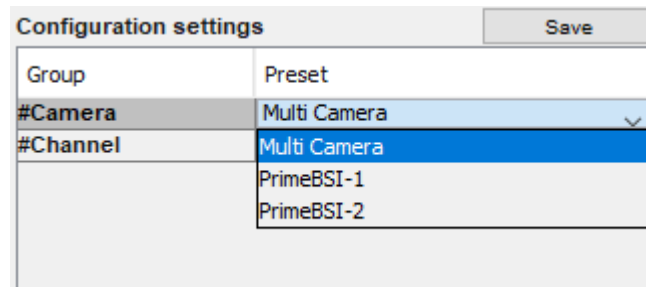 Configuration settings Save
Group Preset
#Camera Multi Camera
#Channel Multi Camera
PrimeBSI-1
PrimeBSI-2